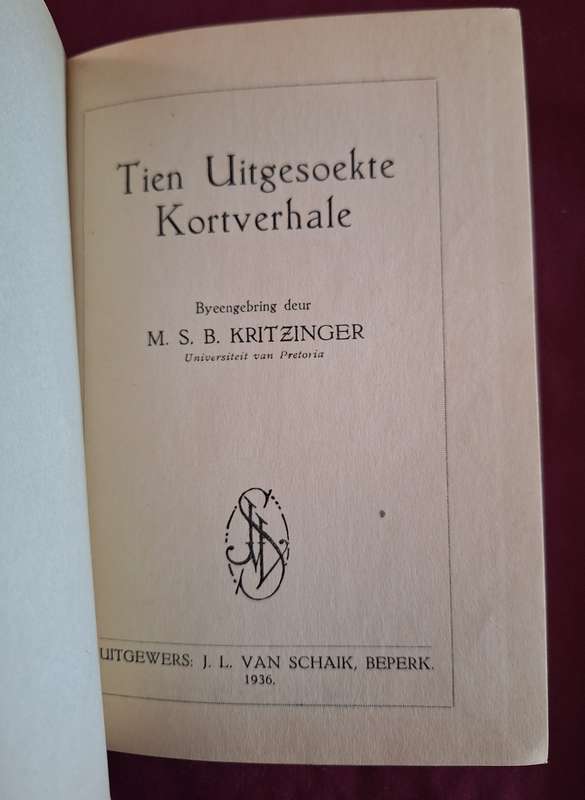 Tien Uitgesoekte
Kortverhale
Byeengebring deur
M. S. B. KRITZINGER
Universiteit van Pretoria
UITGEWERS: J. L. VAN SCHAIK, BEPERK.
1936.